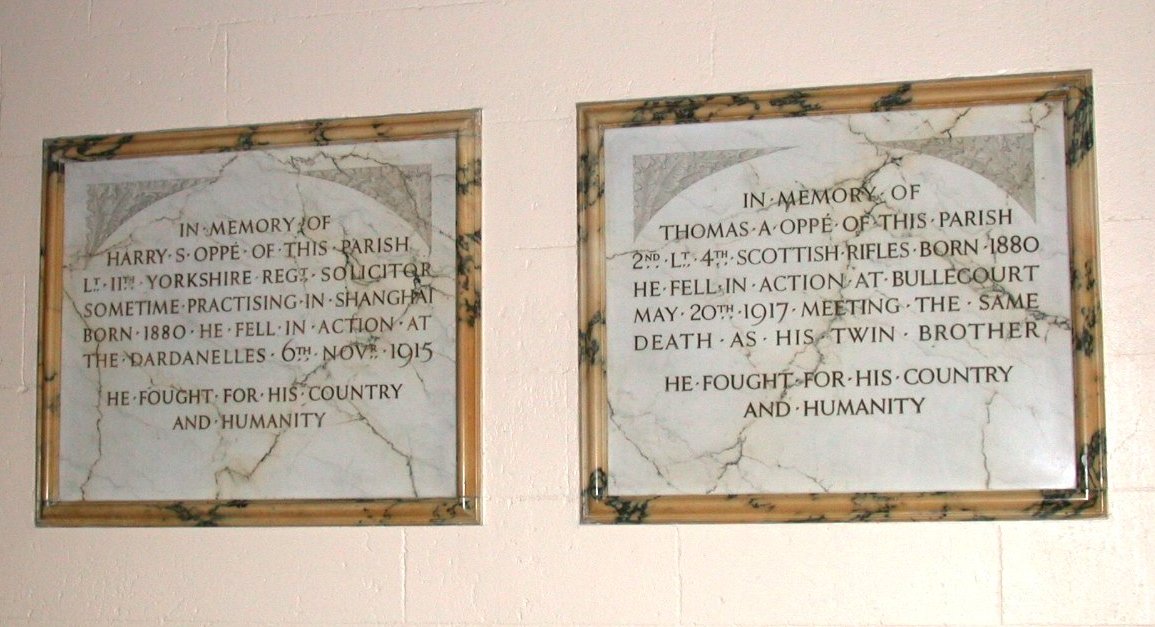 IN·MEMORY·OF
HARRY·S·OPPÉ·OF·THIS·PARISH
LT·11TH·YORKSHIRE·REGT·SOLICITOR
SOMETIME·PRACTISING·IN·SHANGHAI
BORN·1880·HE·FELL·IN·ACTION·AT
THE·DARDANELLES·6TH·NOVR·1915
HE·FOUGHT·FOR·HIS·COUNTRY
AND·HUMANITY
IN·MEMORY·OF
THOMAS·A·OPPÉ·OF·THIS·PARISH
2ND·LT·4TH·SCOTTISH·RIFLES·BORN·1880
HE·FELL·IN·ACTION·AT·BULLECOURT
MAY·20TH·1917·MEETING·THE·SAME
DEATH·AS·HIS·TWIN·BROTHER
HE·FOUGHT·FOR·HIS·COUNTRY
AND·HUMANITY